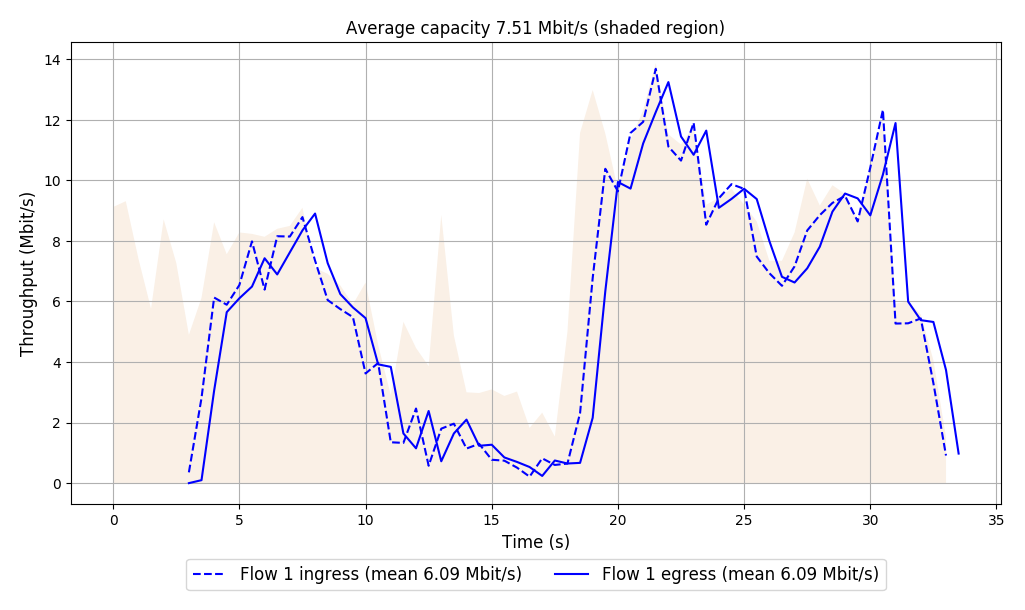 Average capacity 7.51 Mbit/s (shaded region)
Throughput (Mbit/s)
14
12
10
8
6
4
2
0
0 5 10 15 20 25 30 35
Time (s)
Flow 1 ingress (mean 6.09 Mbit/s) Flow 1 egress (mean 6.09 Mbit/s)